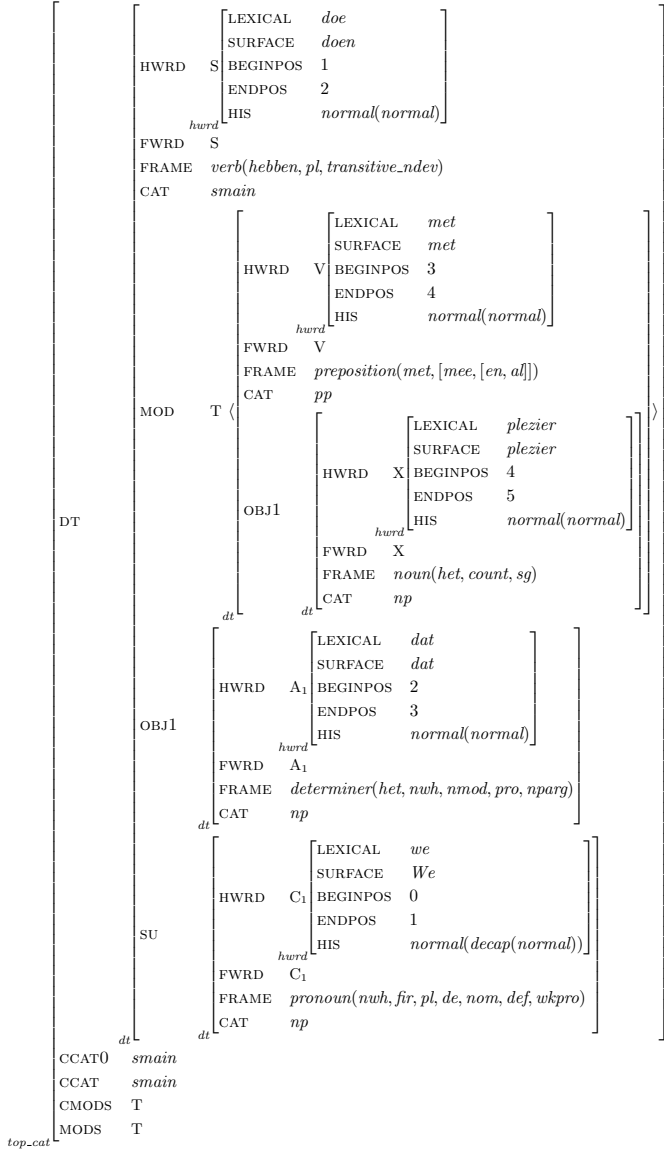 LEXICAL doe
SURFACE doen
HWRD S BEGINPOS 1
ENDPOS 2
HIS normal(normal)
hwrd
FWRD S
FRAME verb(hebben, pl, transitive_ndev)
CAT smain
LEXICAL met
SURFACE met
HWRD V BEGINPOS 3
ENDPOS 4
HIS normal(normal)
hwrd
FWRD V
FRAME preposition(met, [mee, [en, al]])
MOD T ⟨ CAT pp ⟩
LEXICAL plezier
SURFACE plezier
HWRD X BEGINPOS 4
ENDPOS 5
OBJ1 HIS normal(normal)
DT
hwrd
FWRD X
FRAME noun(het, count, sg)
CAT np
dt dt
LEXICAL dat
SURFACE dat
HWRD A1 BEGINPOS 2
ENDPOS 3
OBJ1 HIS normal(normal)
hwrd
FWRD A1
FRAME determiner(het, nwh, nmod, pro, nparg)
CAT np
dt
LEXICAL we
SURFACE We
HWRD C1 BEGINPOS 0
ENDPOS 1
SU HIS normal(decap(normal))
hwrd
FWRD C1
FRAME pronoun(nwh, fir, pl, de, nom, def, wkpro)
CAT np
dt dt
CCAT0 smain
CCAT smain
CMODS T
MODS T
top_cat